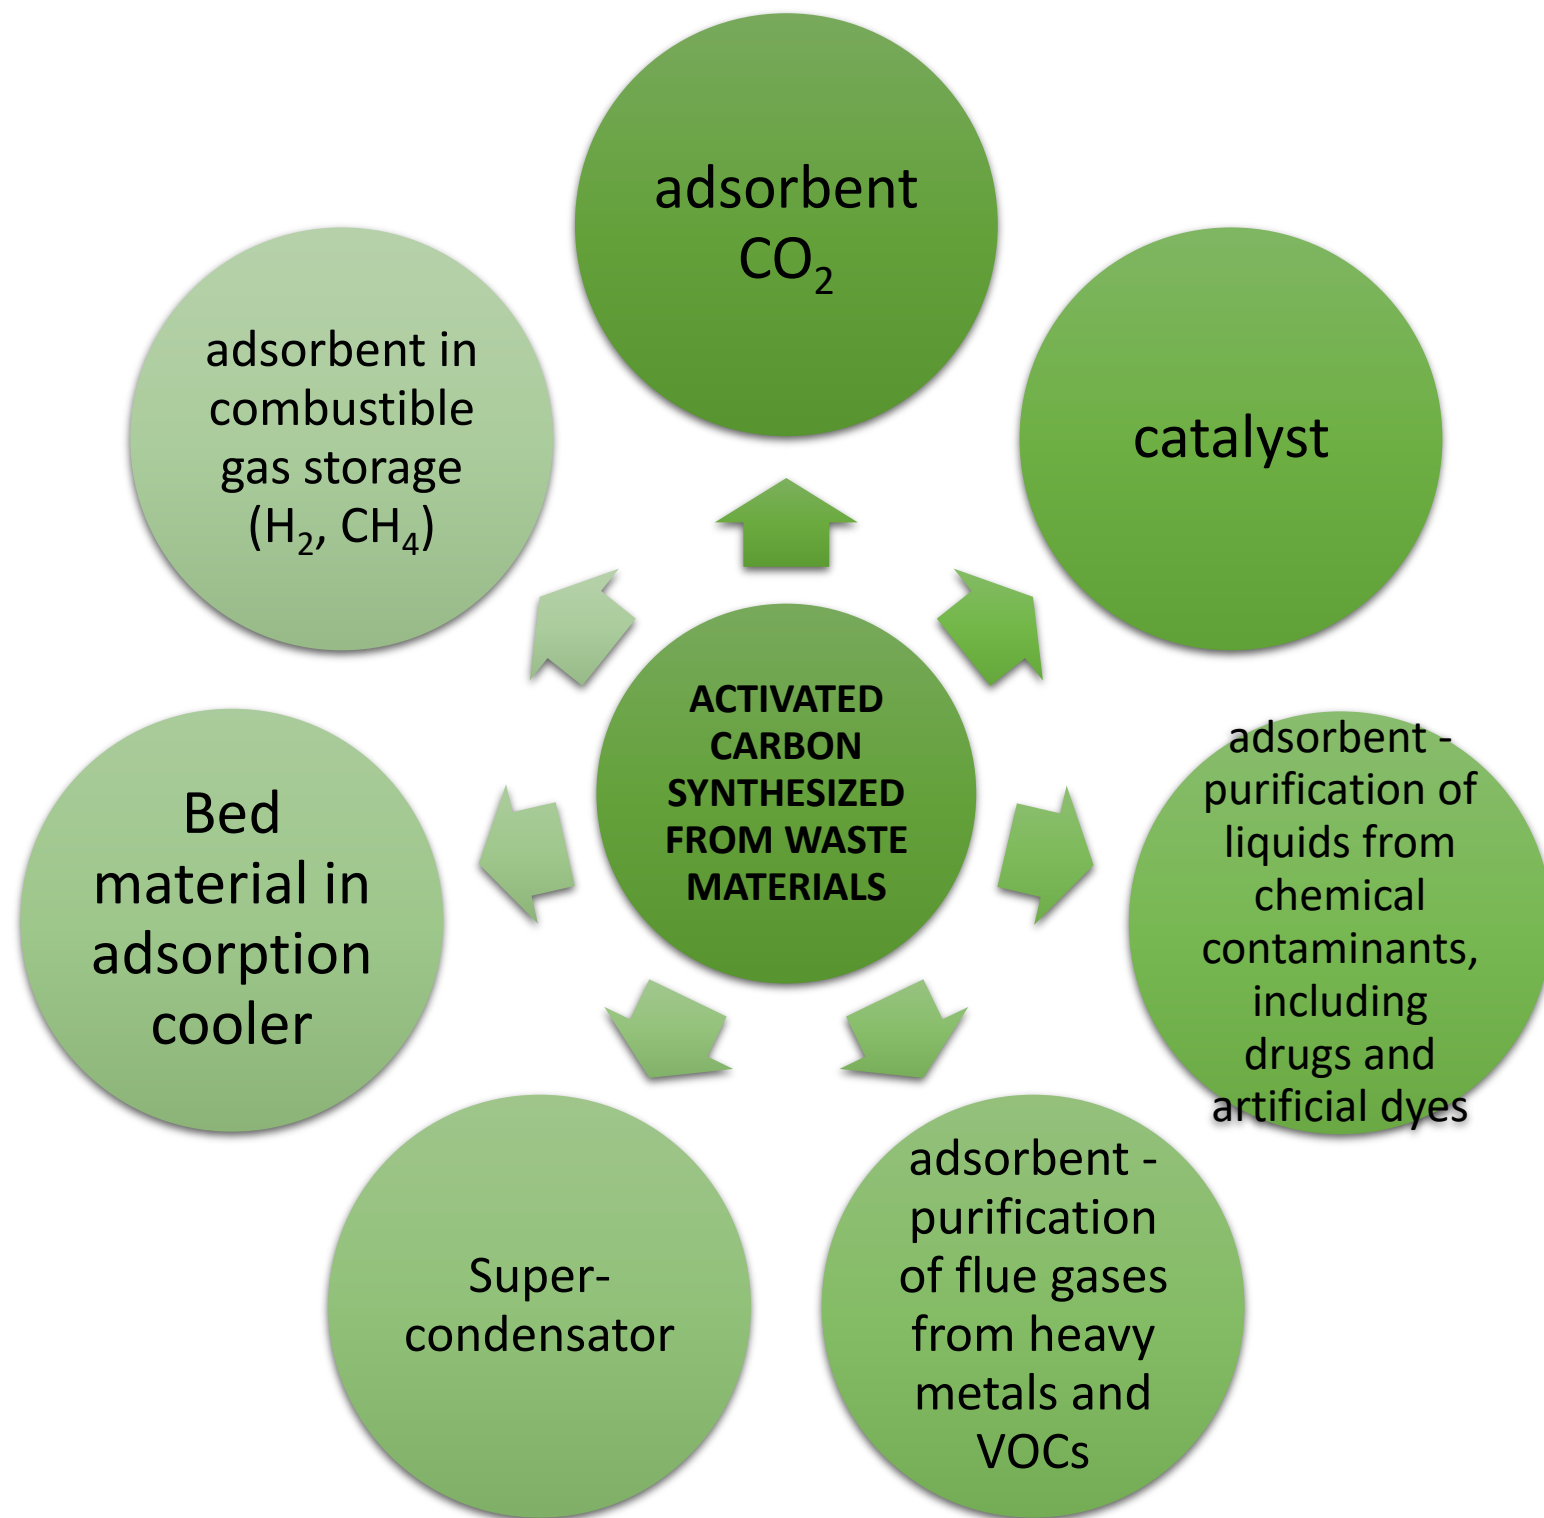 adsorbent
CO₂
catalyst
adsorbent -
purification of
liquids from
chemical
contaminants,
including
drugs and
artificial dyes
adsorbent -
purification
of flue gases
from heavy
metals and
VOCs
Super-
condensator
Bed
material in
adsorption
cooler
adsorbent in
combustible
gas storage
(H₂, CH₄)
ACTIVATED
CARBON
SYNTHESIZED
FROM WASTE
MATERIALS